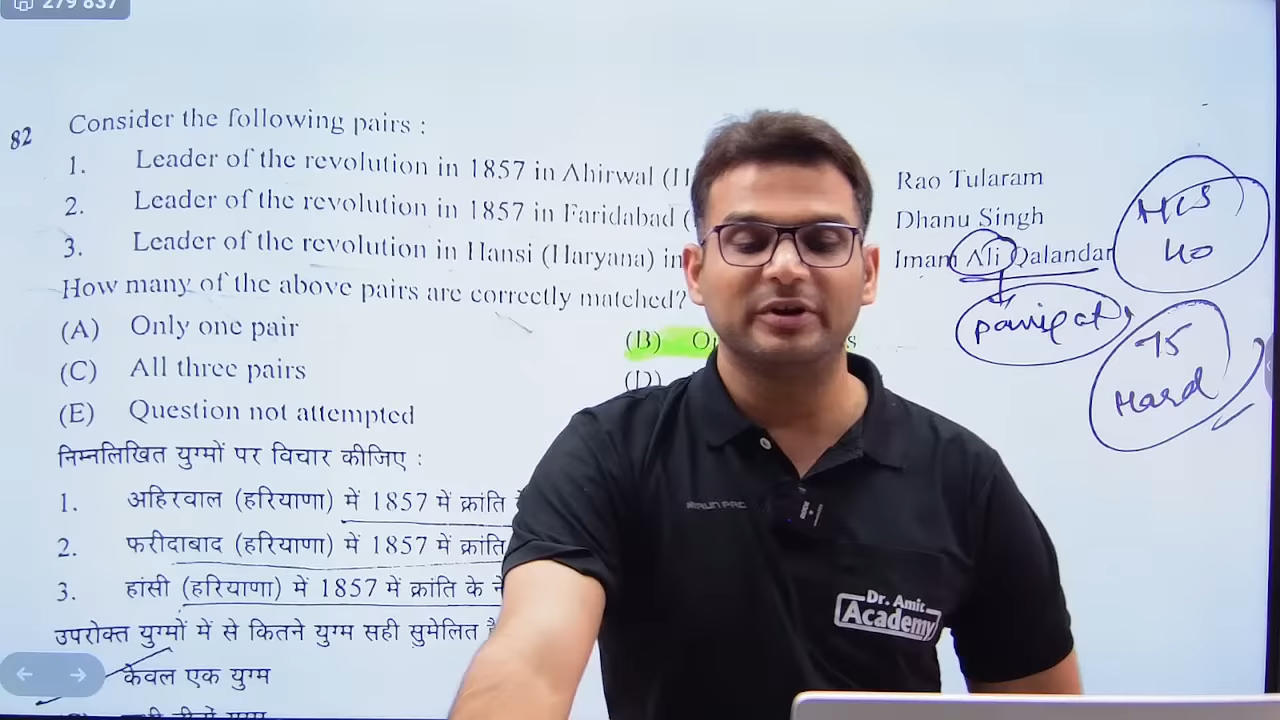 279 837
82 Consider the following pairs :
1. Leader of the revolution in 1857 in Ahirwal (H Rao Tularam
2. Leader of the revolution in 1857 in Faridabad ( Dhanu Singh
3. Leader of the revolution in Hansi (Haryana) in Imam Ali Qalandar
How many of the above pairs are correctly matched?
(A) Only one pair
(B) O s
(C) All three pairs
(D)
(E) Question not attempted
HCS
40
panipat
75
Hard
निम्नलिखित युग्मों पर विचार कीजिए :
1. अहिरवाल (हरियाणा) में 1857 में क्रांति
2. फरीदाबाद (हरियाणा) में 1857 में क्रांति
3. हांसी (हरियाणा) में 1857 में क्रांति के ने
उपरोक्त युग्मों में से कितने युग्म सही सुमेलित है
केवल एक युग्म
Dr. Amit
Academy